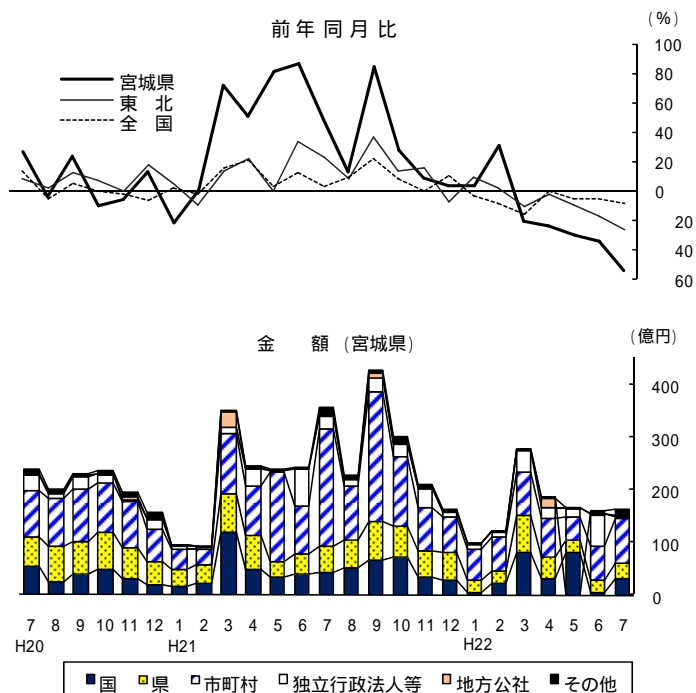 前年同月比
(%)
宮城県
東 北
全 国
100
80
60
40
20
0
20
40
60
金 額 (宮城県)
(億円)
400
300
200
100
0
7 8 9 10 11 12 1 2 3 4 5 6 7 8 9 10 11 12 1 2 3 4 5 6 7
H20 H21 H22
国 県 市町村 独立行政法人等 地方公社 その他